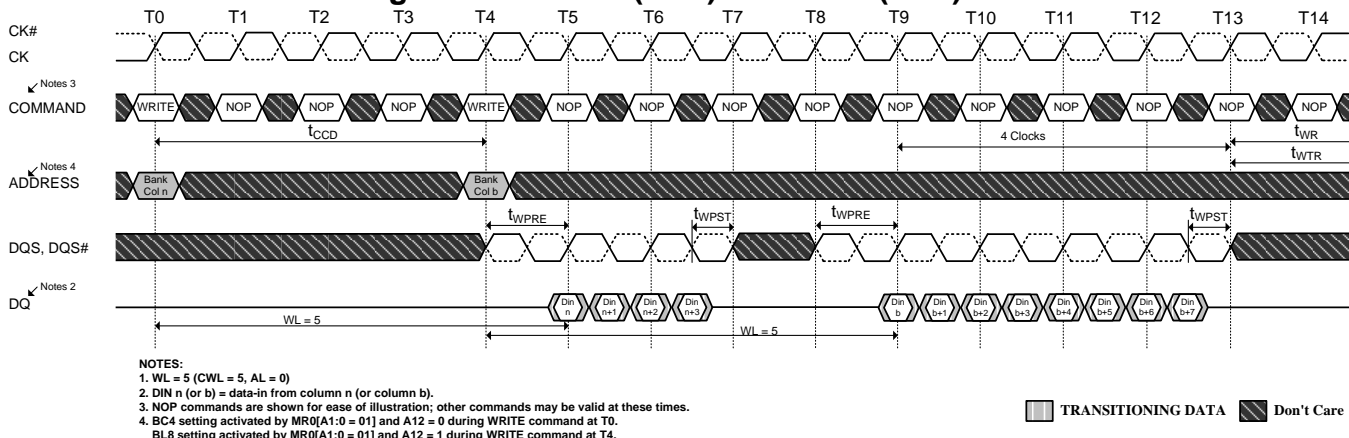 T0 T1 T2 T3 T4 T5 T6 T7 T8 T9 T10 T11 T12 T13 T14
CK#
CK
Notes 3
COMMAND
WRITE NOP NOP NOP WRITE NOP NOP NOP NOP NOP NOP NOP NOP NOP NOP
tCCD
4 Clocks
tWR
tWTR
Notes 4
ADDRESS
Bank Col n
Bank Col b
tWPRE
tWPST
tWPRE
tWPST
DQS, DQS#
Notes 2
DQ
Din n
Din n+1
Din n+2
Din n+3
Din b
Din b+1
Din b+2
Din b+3
Din b+4
Din b+5
Din b+6
Din b+7
WL = 5
WL = 5
NOTES:
1. WL = 5 (CWL = 5, AL = 0)
2. DIN n (or b) = data-in from column n (or column b).
3. NOP commands are shown for ease of illustration; other commands may be valid at these times.
4. BC4 setting activated by MR0[A1:0 = 01] and A12 = 0 during WRITE command at T0.
BL8 setting activated by MR0[A1:0 = 01] and A12 = 1 during WRITE command at T4.
TRANSITIONING DATA
Don't Care